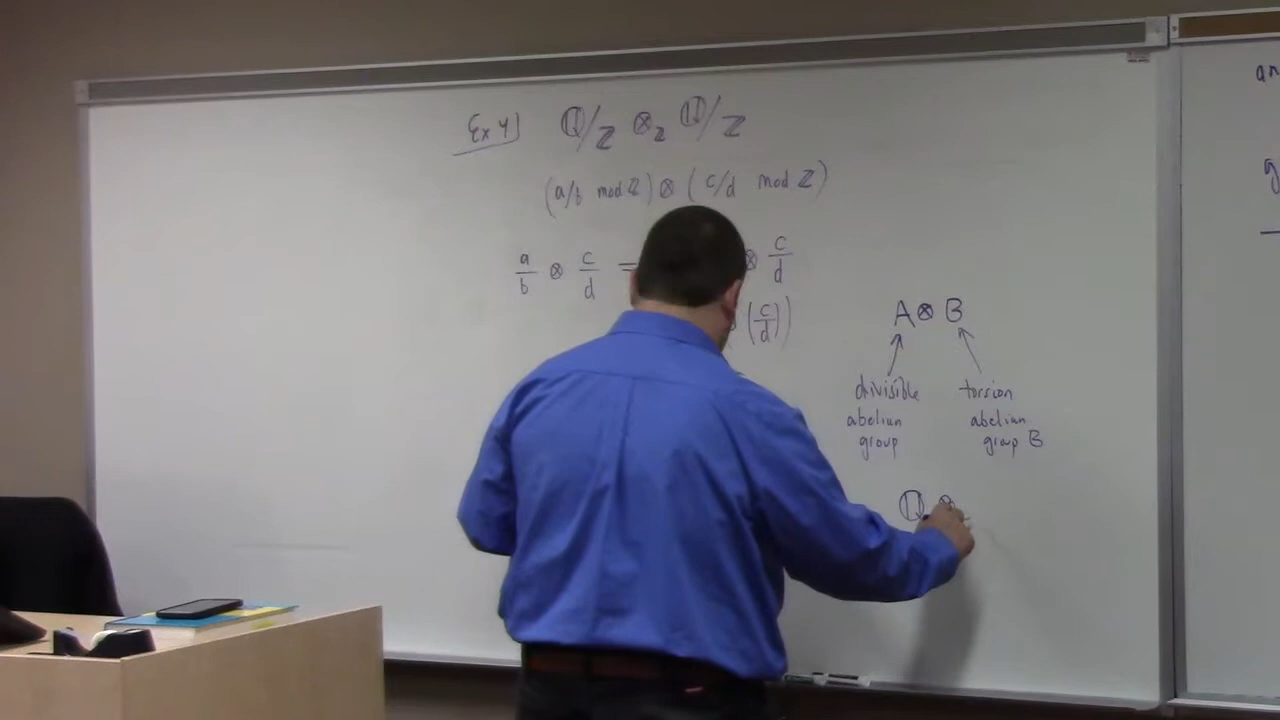 Ex 4] ℚ/ℤ ⊗ℤ ℚ/ℤ
(a/b mod ℤ) ⊗ (c/d mod ℤ)
a/b ⊗ c/d = ⊗ c/d
(c/d))
A ⊗ B
divisible abelian group
torsion abelian group B
ℚ ⊗